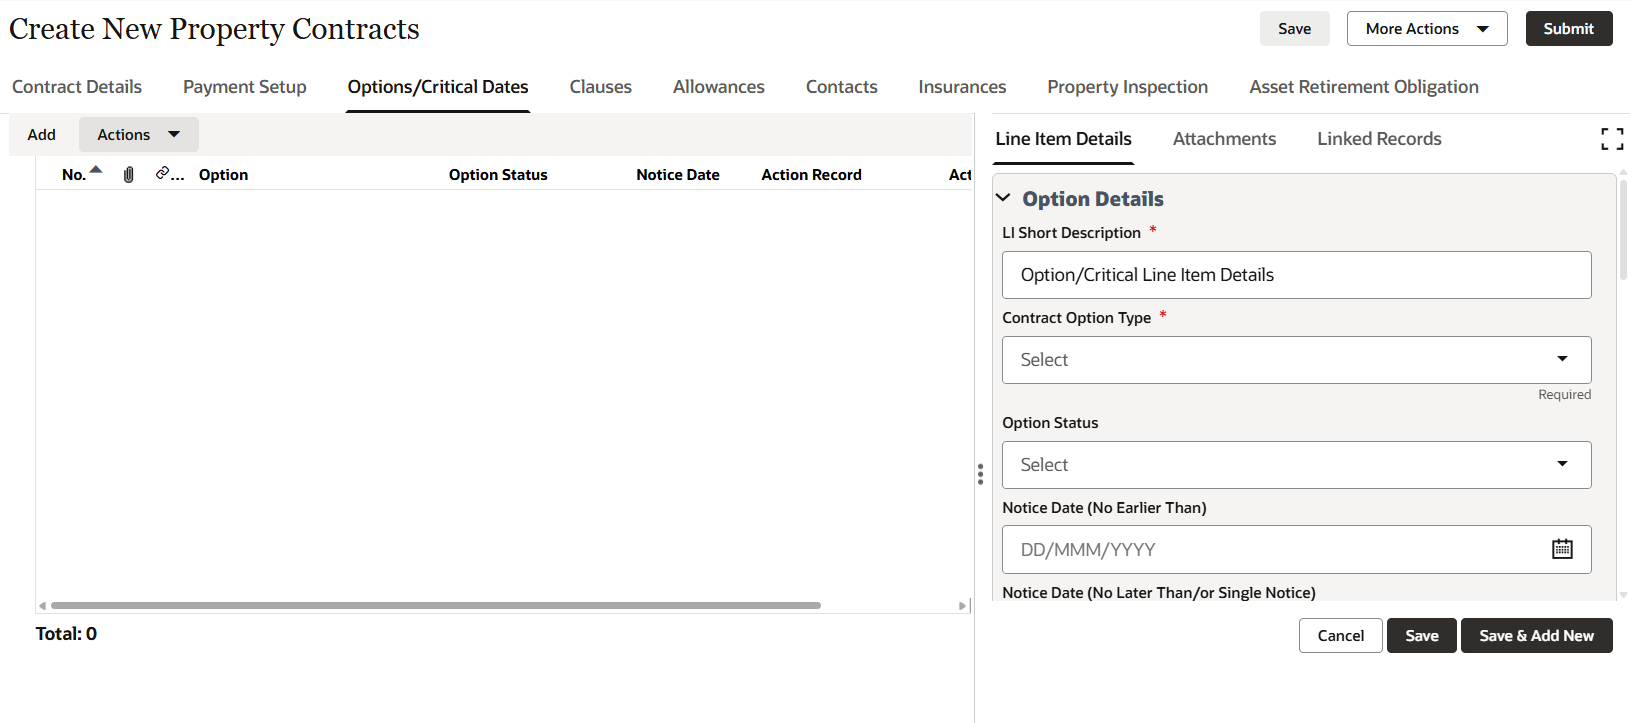 Create New Property Contracts
Save
More Actions
Submit
Contract Details
Payment Setup
Options/Critical Dates
Clauses
Allowances
Contacts
Insurances
Property Inspection
Asset Retirement Obligation
Add
Actions
No.
...
Option
Option Status
Notice Date
Action Record
Act
Total: 0
Line Item Details
Attachments
Linked Records
Option Details
LI Short Description *
Option/Critical Line Item Details
Contract Option Type *
Select
Required
Option Status
Select
Notice Date (No Earlier Than)
DD/MMM/YYYY
Notice Date (No Later Than/or Single Notice)
Cancel
Save
Save & Add New